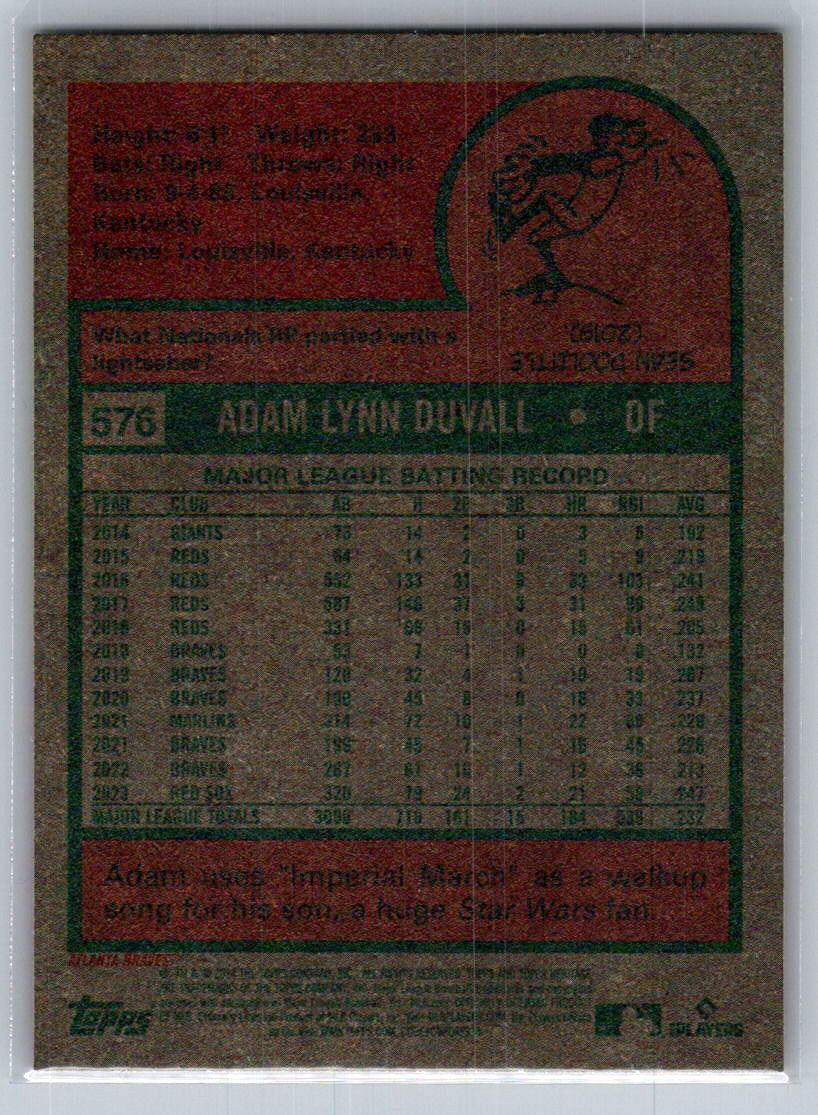 Height: 6'1" Weight: 233
Bats: Right Throws: Right
Born: 9-4-88, Louisville,
Kentucky
Home: Louisville, Kentucky
What Nationals RP partied with a
lightsaber?
SEAN DOOLITTLE
(2019).
576 ADAM LYNN DUVALL • OF
MAJOR LEAGUE BATTING RECORD
YEAR CLUB AB H 2B 3B HR RBI AVG
2014 GIANTS 73 14 2 0 3 5 .192
2015 REDS 64 14 2 0 5 9 .219
2016 REDS 552 133 31 6 33 103 .241
2017 REDS 587 146 37 3 31 99 .249
2018 REDS 331 68 19 0 15 61 .205
2018 BRAVES 53 7 1 0 0 0 .132
2019 BRAVES 120 32 4 1 10 19 .267
2020 BRAVES 190 45 8 0 16 33 .237
2021 MARLINS 314 72 10 1 22 68 .229
2021 BRAVES 199 45 7 1 16 45 .226
2022 BRAVES 287 61 16 1 12 36 .213
2023 RED SOX 320 79 24 2 21 58 .247
MAJOR LEAGUE TOTALS 3090 716 161 15 184 .232
Adam uses "Imperial March" as a walkup
song for his son, a huge Star Wars fan.
ATLANTA BRAVES
Topps
MLB PLAYERS